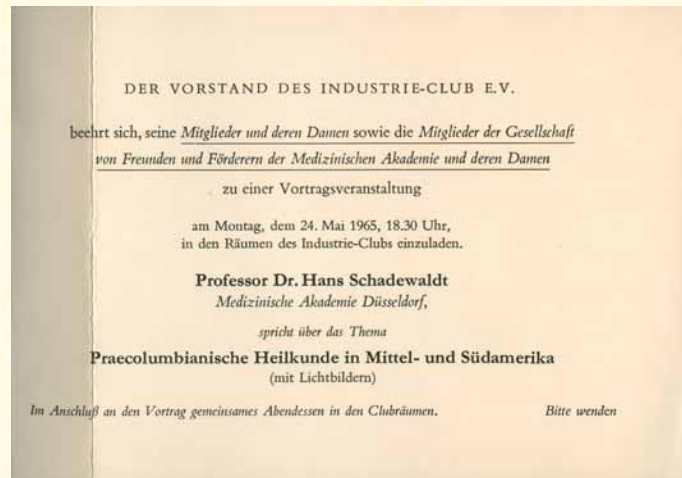 DER VORSTAND DES INDUSTRIE-CLUB E.V.
beehrt sich, seine Mitglieder und deren Damen sowie die Mitglieder der Gesellschaft
von Freunden und Förderern der Medizinischen Akademie und deren Damen
zu einer Vortragsveranstaltung
am Montag, dem 24. Mai 1965, 18.30 Uhr,
in den Räumen des Industrie-Clubs einzuladen.
Professor Dr. Hans Schadewaldt
Medizinische Akademie Düsseldorf,
spricht über das Thema
Praecolumbianische Heilkunde in Mittel- und Südamerika
(mit Lichtbildern)
Im Anschluß an den Vortrag gemeinsames Abendessen in den Clubräumen. Bitte wenden